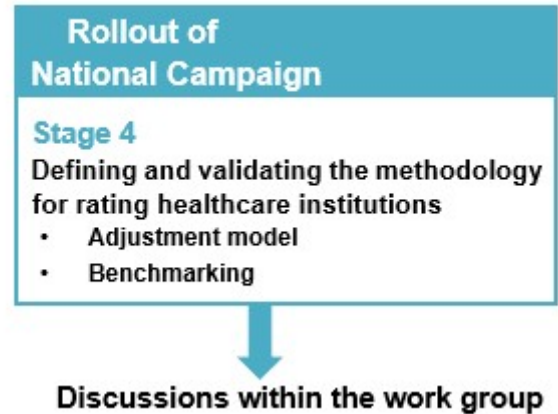 Rollout of
National Campaign
Stage 4
Defining and validating the methodology
for rating healthcare institutions
• Adjustment model
• Benchmarking
Discussions within the work group